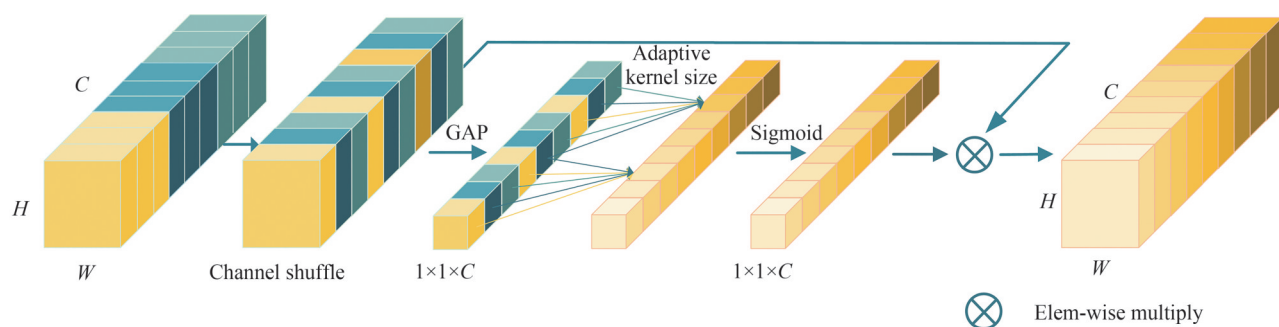 C
H
W
Channel shuffle
GAP
1×1×C
Adaptive
kernel size
Sigmoid
1×1×C
C
H
W
Elem-wise multiply